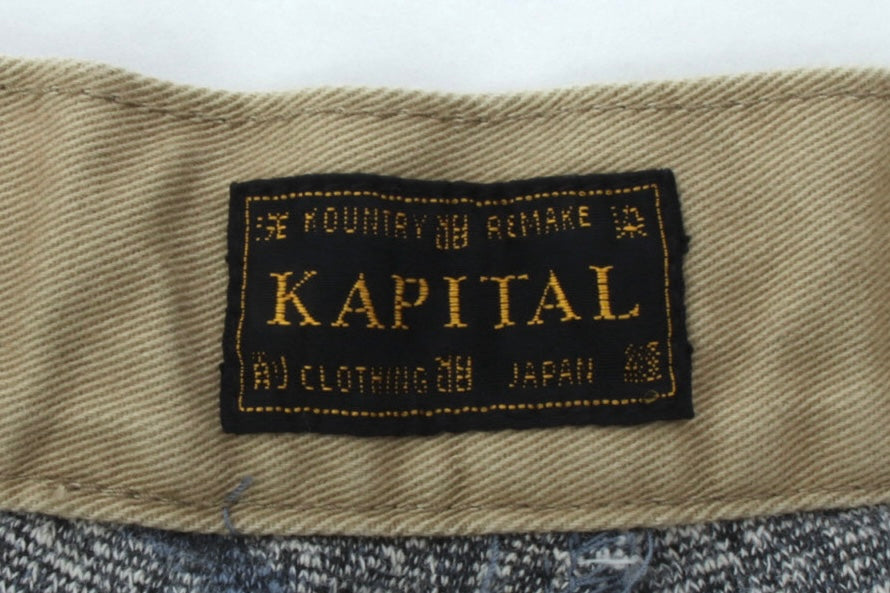 KOUNTRY REMAKE
KAPITAL
CLOTHING JAPAN